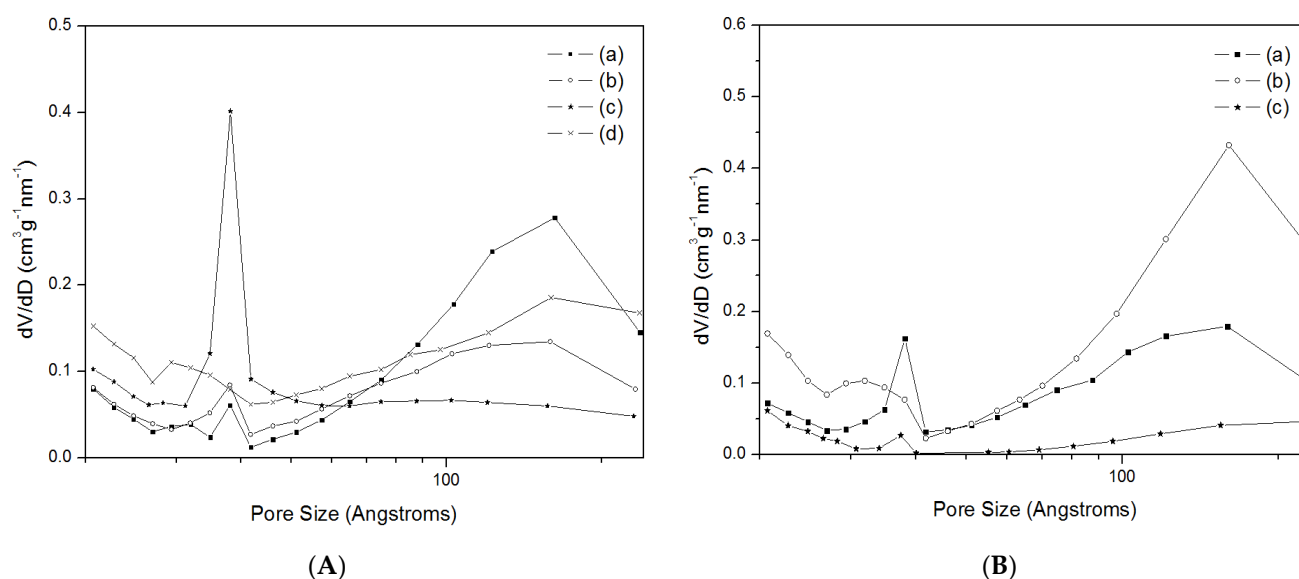 0.5
0.4
0.3
0.2
0.1
0.0
dV/dD (cm³g⁻¹nm⁻¹)
(a)
(b)
(c)
(d)
100
Pore Size (Angstroms)
(A)
0.6
0.5
0.4
0.3
0.2
0.1
0.0
dV/dD (cm³g⁻¹nm⁻¹)
(a)
(b)
(c)
100
Pore Size (Angstroms)
(B)